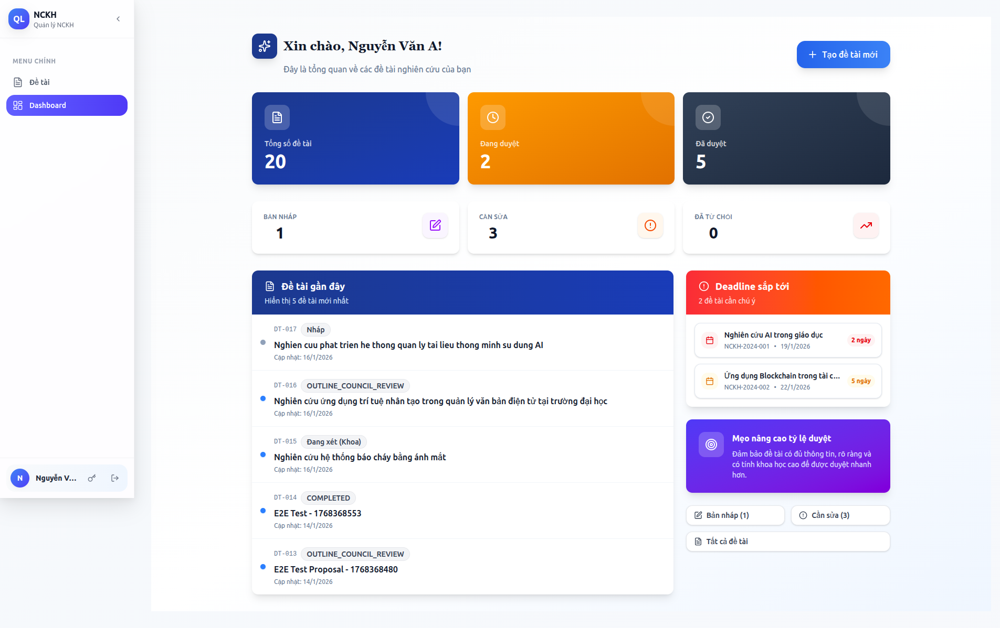 QL
NCKH
Quản lý NCKH
MENU CHÍNH
Đề tài
Dashboard
N
Nguyễn V...
Xin chào, Nguyễn Văn A!
Đây là tổng quan về các đề tài nghiên cứu của bạn
Tạo đề tài mới
Tổng số đề tài
20
Đang duyệt
2
Đã duyệt
5
BẢN NHÁP
1
CẦN SỬA
3
ĐÃ TỪ CHỐI
0
Đề tài gần đây
Hiển thị 5 đề tài mới nhất
DT-017 Nháp
Nghien cuu phat trien he thong quan ly tai lieu thong minh su dung AI
Cập nhật: 16/1/2026
DT-016 OUTLINE_COUNCIL_REVIEW
Nghiên cứu ứng dụng trí tuệ nhân tạo trong quản lý văn bản điện tử tại trường đại học
Cập nhật: 16/1/2026
DT-015 Đang xét (Khoa)
Nghiên cứu hệ thống báo cháy bằng ánh mắt
Cập nhật: 16/1/2026
DT-014 COMPLETED
E2E Test - 1768368553
Cập nhật: 14/1/2026
DT-013 OUTLINE_COUNCIL_REVIEW
E2E Test Proposal - 1768368480
Cập nhật: 14/1/2026
Deadline sắp tới
2 đề tài cần chú ý
Nghiên cứu AI trong giáo dục
NCKH-2024-001 • 19/1/2026
2 ngày
Ứng dụng Blockchain trong tài c...
NCKH-2024-002 • 22/1/2026
5 ngày
Mẹo nâng cao tỷ lệ duyệt
Đảm bảo đề tài có đủ thông tin, rõ ràng và
có tính khoa học cao để được duyệt nhanh
hơn.
Bản nháp (1)
Cần sửa (3)
Tất cả đề tài